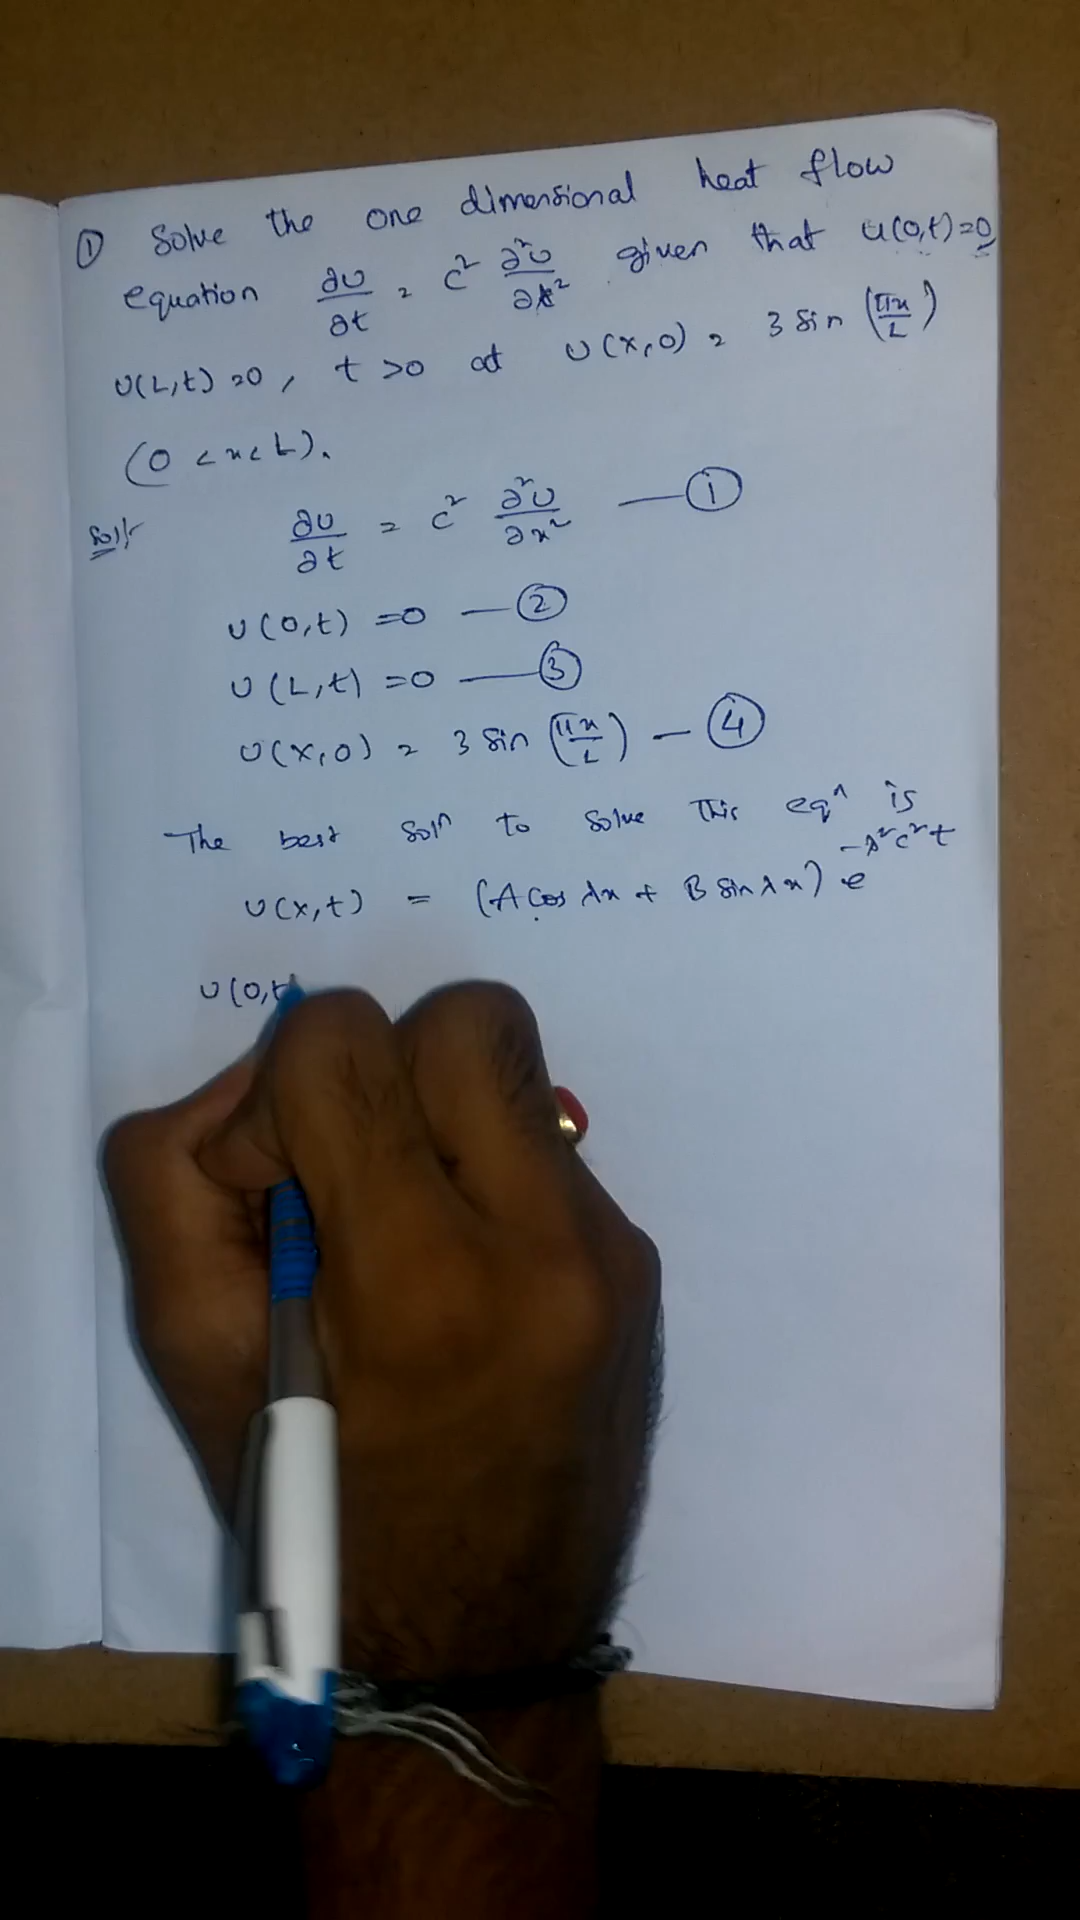 ① Solve the one dimensional heat flow
equation ∂U/∂t = c² ∂²U/∂x² given that u(0,t)=0
U(L,t)=0, t>0 at U(x,0) = 3 Sin (πx/L)
(0<x<L).
Sol:-
∂U/∂t = c² ∂²U/∂x² — ①
U(0,t) =0 — ②
U(L,t) =0 — ③
U(x,0) = 3 Sin (πx/L) — ④
The best Solⁿ to Solve This eqⁿ is
U(x,t) = (A Cos λx + B Sin λx) e^-λ²c²t
U(0,t)